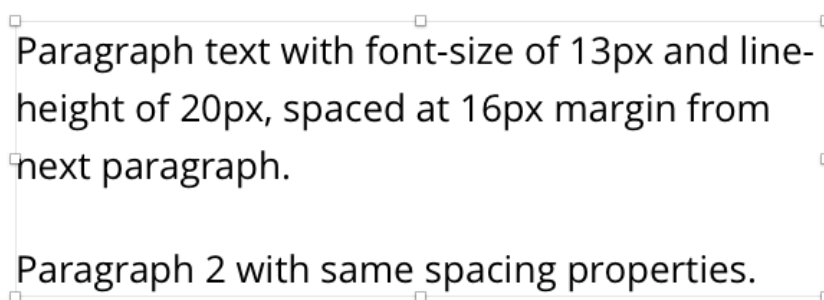 Paragraph text with font-size of 13px and line-
height of 20px, spaced at 16px margin from
next paragraph.
Paragraph 2 with same spacing properties.